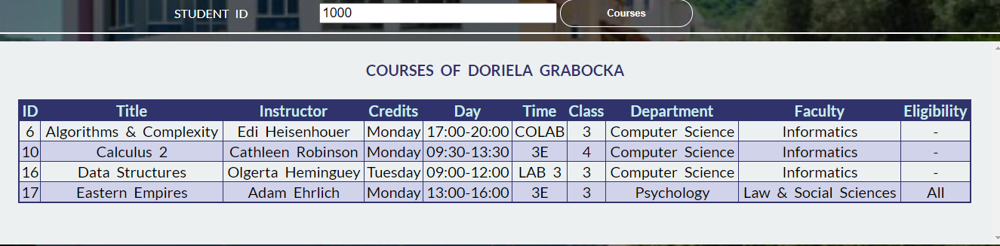 STUDENT ID 1000 Courses
COURSES OF DORIELA GRABOCKA
ID Title Instructor Credits Day Time Class Department Faculty Eligibility
6 Algorithms & Complexity Edi Heisenhouer Monday 17:00-20:00 COLAB 3 Computer Science Informatics -
10 Calculus 2 Cathleen Robinson Monday 09:30-13:30 3E 4 Computer Science Informatics -
16 Data Structures Olgerta Heminguey Tuesday 09:00-12:00 LAB 3 3 Computer Science Informatics -
17 Eastern Empires Adam Ehrlich Monday 13:00-16:00 3E 3 Psychology Law & Social Sciences All